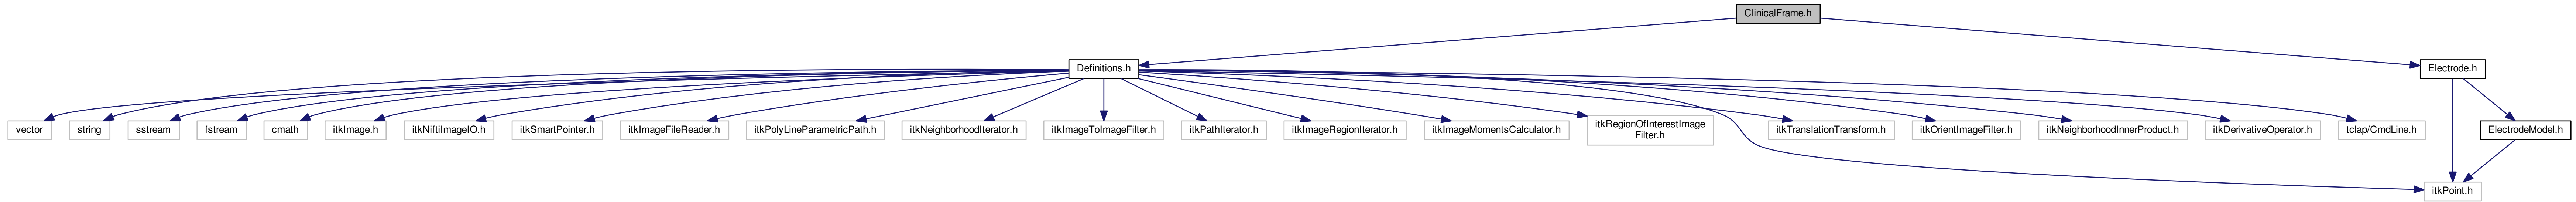 ClinicalFrame.h
Definitions.h
Electrode.h
vector
string
sstream
fstream
cmath
itkImage.h
itkNiftiImageIO.h
itkSmartPointer.h
itkImageFileReader.h
itkPolyLineParametricPath.h
itkNeighborhoodIterator.h
itkImageToImageFilter.h
itkPathIterator.h
itkImageRegionIterator.h
itkImageMomentsCalculator.h
itkRegionOfInterestImage
Filter.h
itkTranslationTransform.h
itkOrientImageFilter.h
itkNeighborhoodInnerProduct.h
itkDerivativeOperator.h
tclap/CmdLine.h
ElectrodeModel.h
itkPoint.h